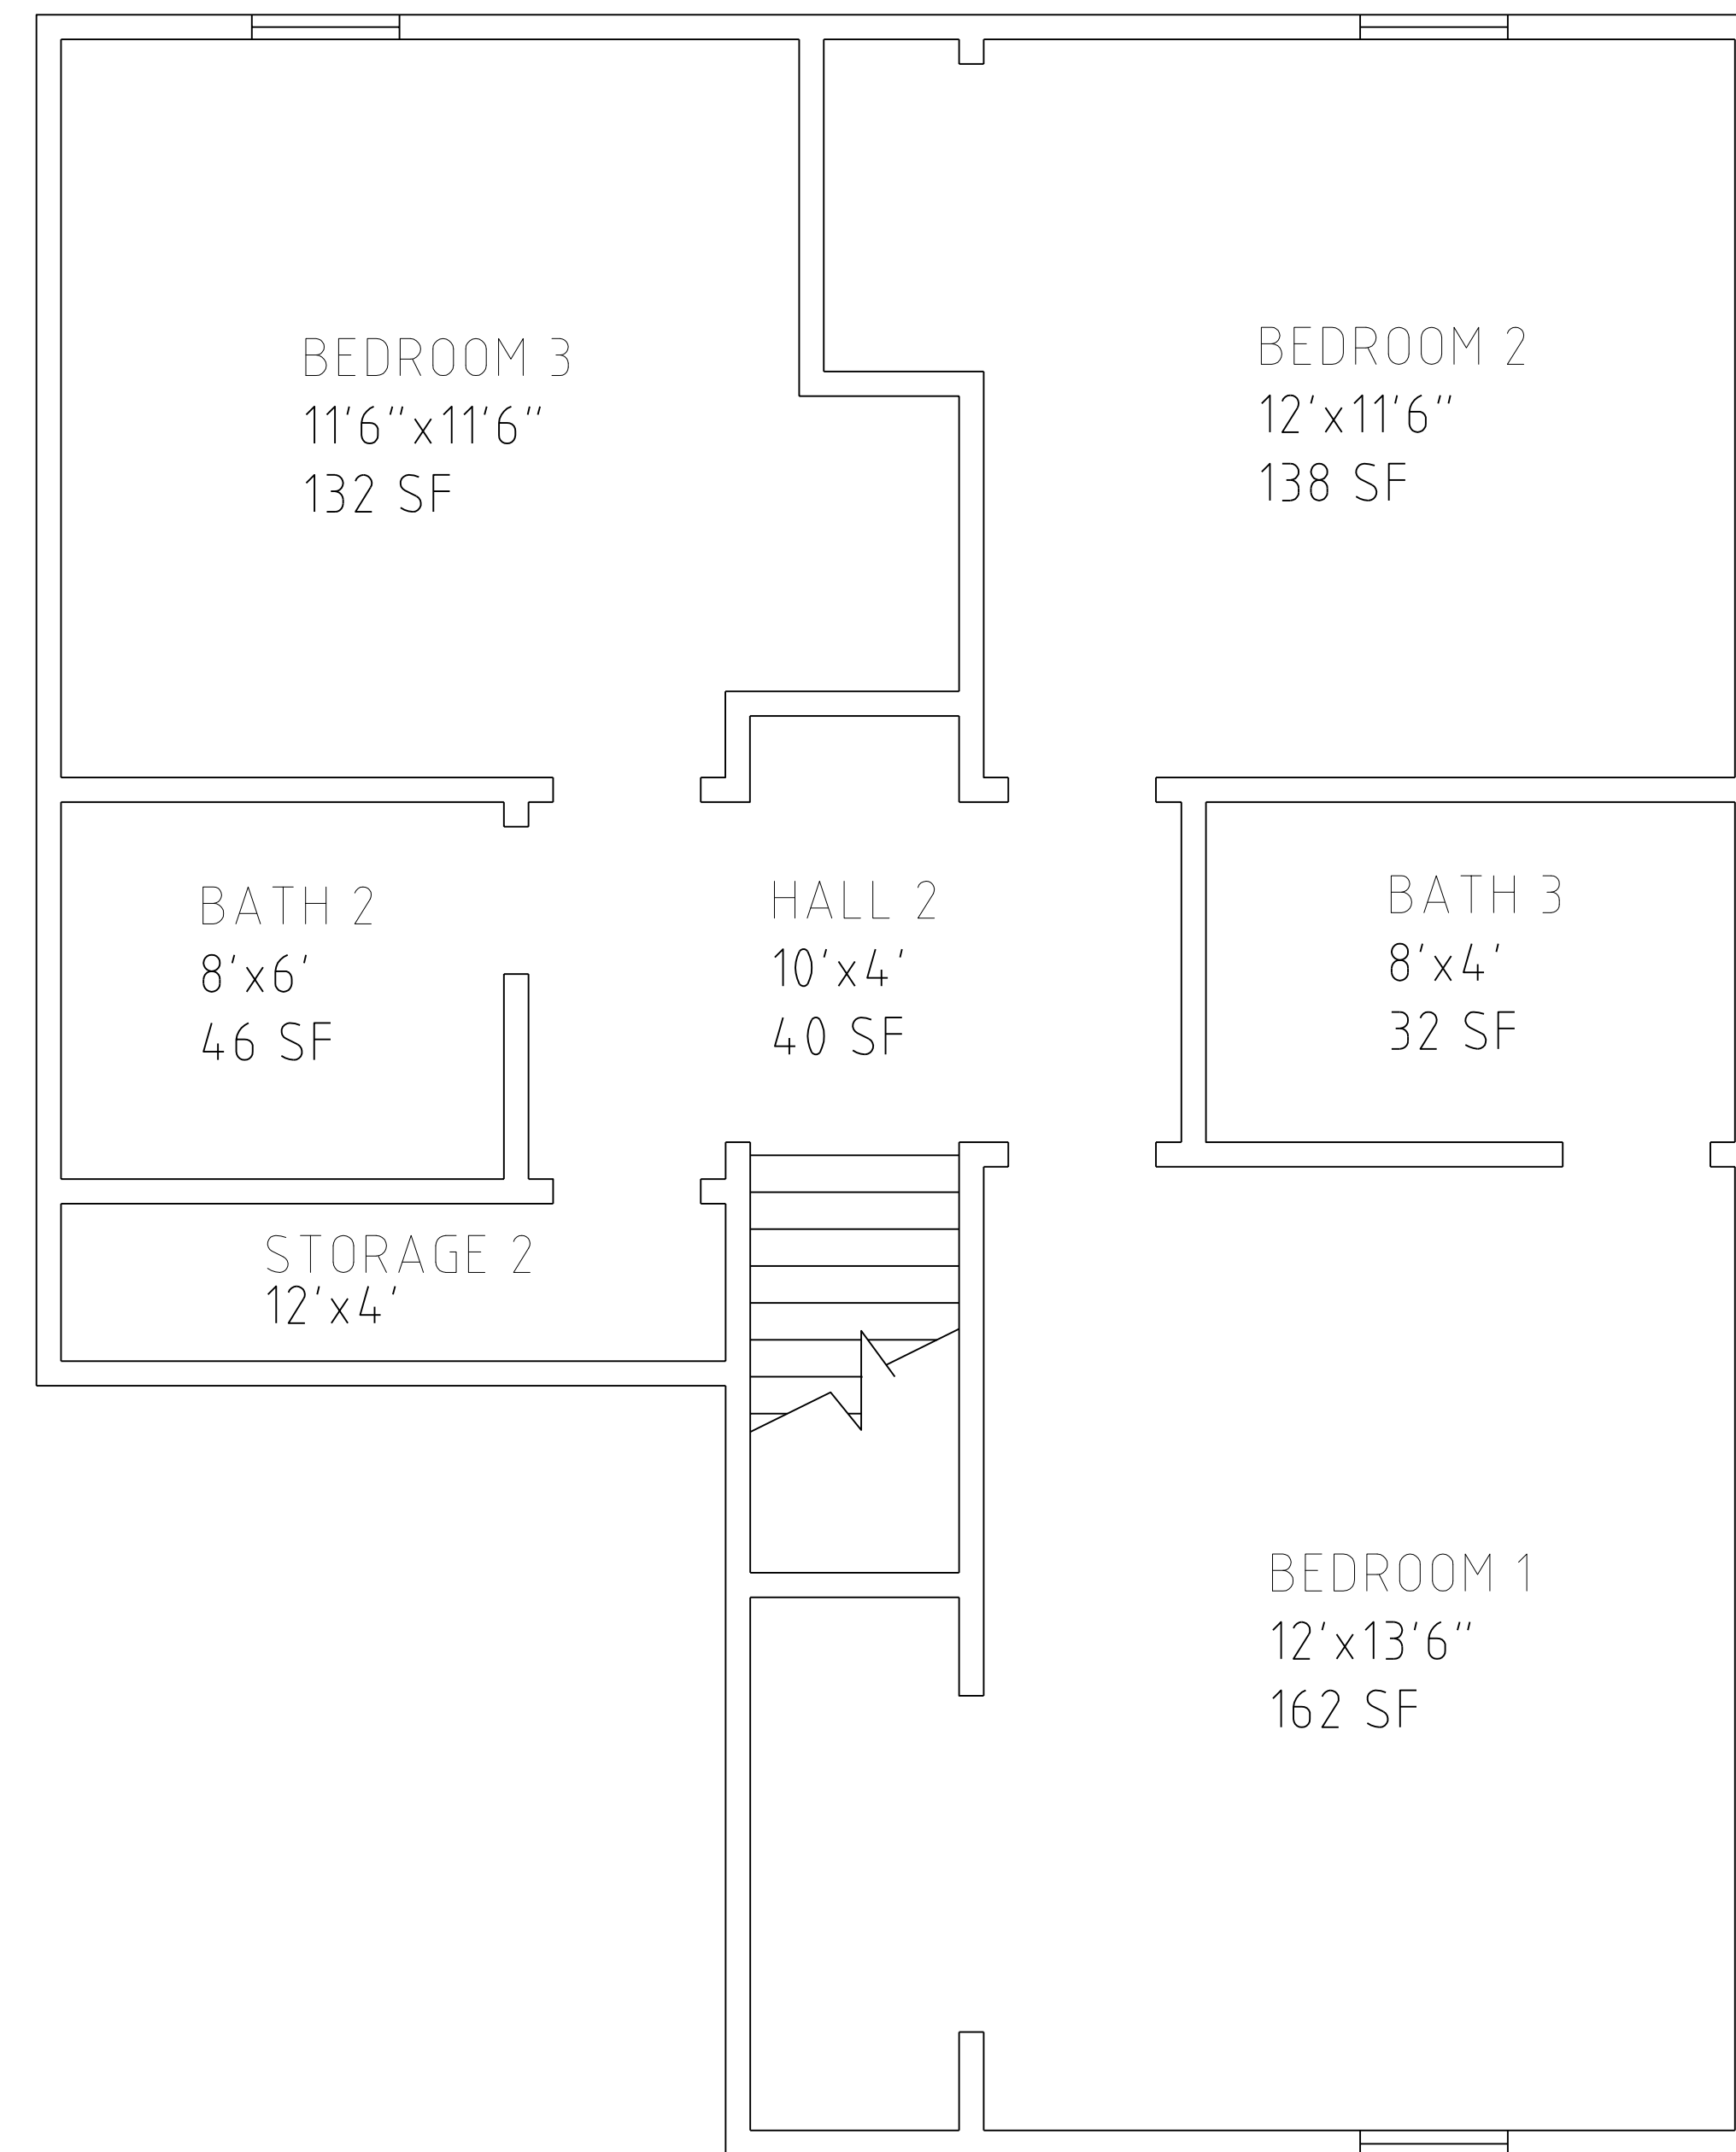 BEDROOM 3
11'6"x11'6"
132 SF
BEDROOM 2
12'x11'6"
138 SF
BATH 2
8'x6'
46 SF
HALL 2
10'x4'
40 SF
BATH 3
8'x4'
32 SF
STORAGE 2
12'x4'
BEDROOM 1
12'x13'6"
162 SF